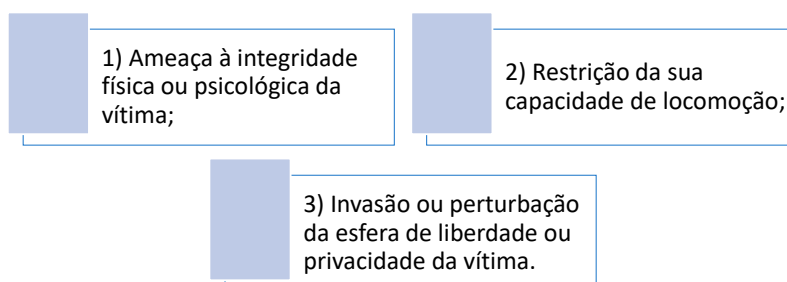 1) Ameaça à integridade
física ou psicológica da
vítima;
2) Restrição da sua
capacidade de locomoção;
3) Invasão ou perturbação
da esfera de liberdade ou
privacidade da vítima.